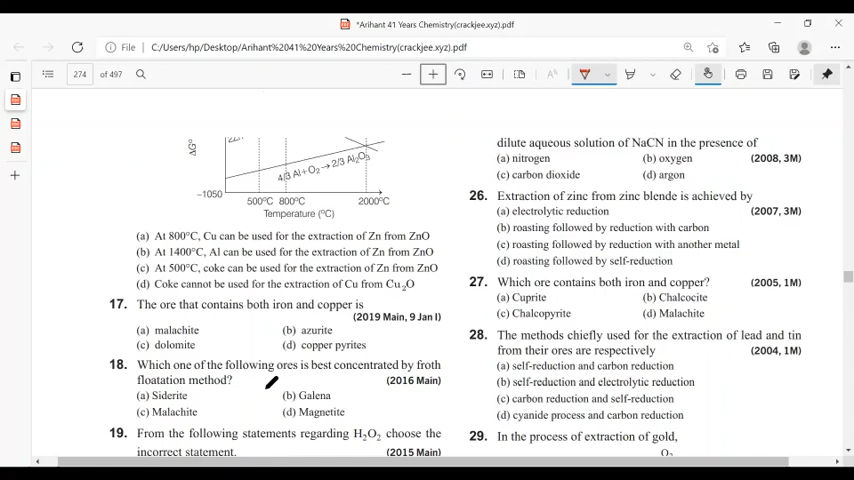 *Arihant 41 Years Chemistry(crackjee.xyz).pdf
File
C:/Users/hp/Desktop/Arihant%2041%20Years%20Chemistry(crackjee.xyz).pdf
274
of 497
ΔG°
4/3 Al+O₂→2/3 Al₂O₃
–1050
500°C 800°C 2000°C
Temperature (°C)
(a) At 800°C, Cu can be used for the extraction of Zn from ZnO
(b) At 1400°C, Al can be used for the extraction of Zn from ZnO
(c) At 500°C, coke can be used for the extraction of Zn from ZnO
(d) Coke cannot be used for the extraction of Cu from Cu₂O
17. The ore that contains both iron and copper is
(2019 Main, 9 Jan I)
(a) malachite (b) azurite
(c) dolomite (d) copper pyrites
18. Which one of the following ores is best concentrated by froth
floatation method? (2016 Main)
(a) Siderite (b) Galena
(c) Malachite (d) Magnetite
19. From the following statements regarding H₂O₂ choose the
incorrect statement. (2015 Main)
dilute aqueous solution of NaCN in the presence of
(a) nitrogen (b) oxygen (2008, 3M)
(c) carbon dioxide (d) argon
26. Extraction of zinc from zinc blende is achieved by
(a) electrolytic reduction (2007, 3M)
(b) roasting followed by reduction with carbon
(c) roasting followed by reduction with another metal
(d) roasting followed by self-reduction
27. Which ore contains both iron and copper? (2005, 1M)
(a) Cuprite (b) Chalcocite
(c) Chalcopyrite (d) Malachite
28. The methods chiefly used for the extraction of lead and tin
from their ores are respectively (2004, 1M)
(a) self-reduction and carbon reduction
(b) self-reduction and electrolytic reduction
(c) carbon reduction and self-reduction
(d) cyanide process and carbon reduction
29. In the process of extraction of gold,
O₂